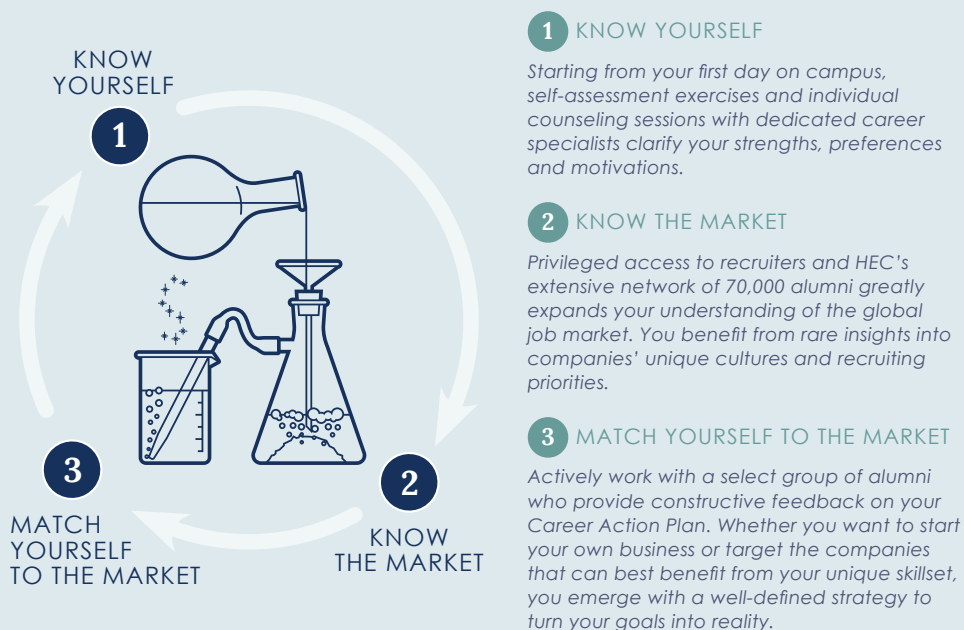 KNOW
YOURSELF
1
3
MATCH
YOURSELF
TO THE MARKET
2
KNOW
THE MARKET
1 KNOW YOURSELF
Starting from your first day on campus,
self-assessment exercises and individual
counseling sessions with dedicated career
specialists clarify your strengths, preferences
and motivations.
2 KNOW THE MARKET
Privileged access to recruiters and HEC’s
extensive network of 70,000 alumni greatly
expands your understanding of the global
job market. You benefit from rare insights into
companies’ unique cultures and recruiting
priorities.
3 MATCH YOURSELF TO THE MARKET
Actively work with a select group of alumni
who provide constructive feedback on your
Career Action Plan. Whether you want to start
your own business or target the companies
that can best benefit from your unique skillset,
you emerge with a well-defined strategy to
turn your goals into reality.